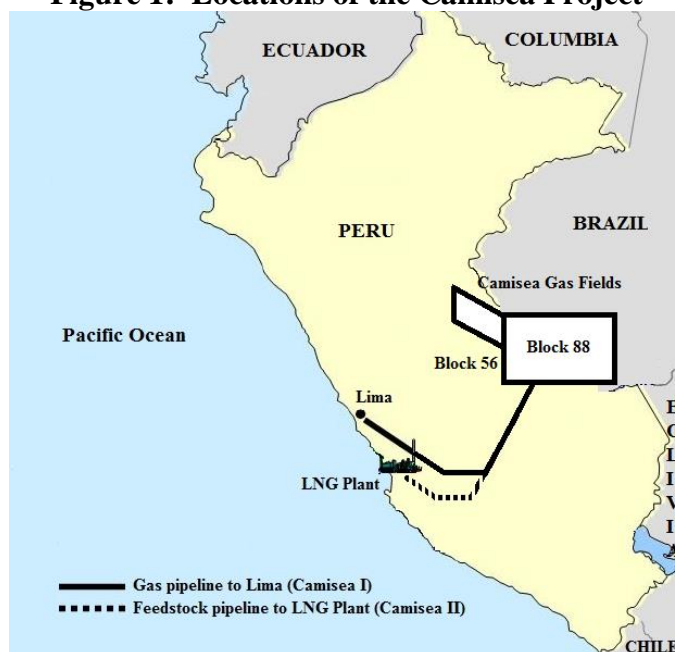 Figure 1: Locations of the Camisea Project
ECUADOR
COLUMBIA
PERU
BRAZIL
Camisea Gas Fields
Pacific Ocean
Block 88
Block 56
Lima
BOLIVIA
LNG Plant
Gas pipeline to Lima (Camisea I)
Feedstock pipeline to LNG Plant (Camisea II)
CHILE